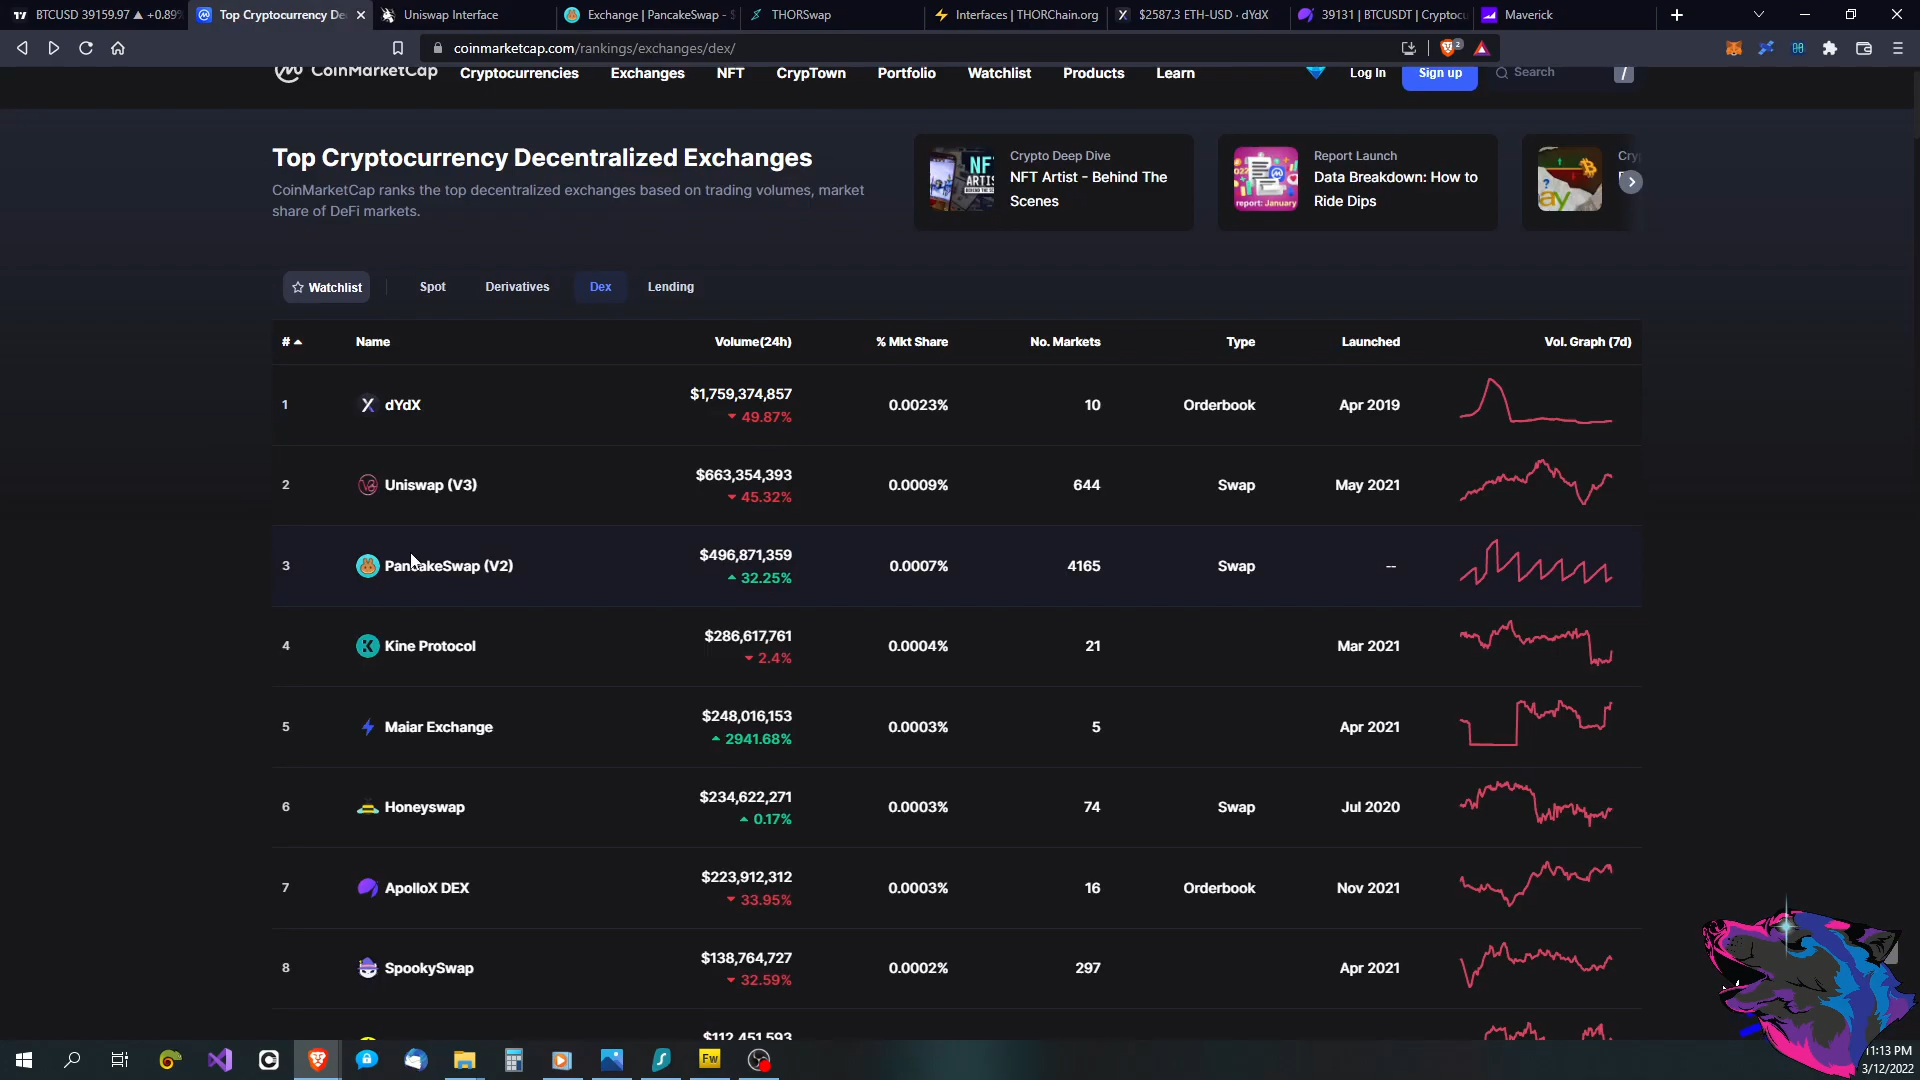 BTCUSD 39159.97 ▲ +0.89%
Top Cryptocurrency De
Uniswap Interface
Exchange | PancakeSwap - $
THORSwap
Interfaces | THORChain.org
$2587.3 ETH-USD · dYdX
39131 | BTCUSDT | Cryptocu
Maverick
coinmarketcap.com/rankings/exchanges/dex/
2
CoinMarketCap
Cryptocurrencies Exchanges NFT CrypTown Portfolio Watchlist Products Learn
Log In Sign up Search /
Top Cryptocurrency Decentralized Exchanges
CoinMarketCap ranks the top decentralized exchanges based on trading volumes, market
share of DeFi markets.
Crypto Deep Dive
NFT Artist - Behind The
Scenes
Report Launch
Data Breakdown: How to
Ride Dips
report: January
Watchlist Spot Derivatives Dex Lending
# Name Volume(24h) % Mkt Share No. Markets Type Launched Vol. Graph (7d)
1 dYdX $1,759,374,857 0.0023% 10 Orderbook Apr 2019
49.87%
2 Uniswap (V3) $663,354,393 0.0009% 644 Swap May 2021
45.32%
3 PancakeSwap (V2) $496,871,359 0.0007% 4165 Swap --
32.25%
4 Kine Protocol $286,617,761 0.0004% 21 Mar 2021
2.4%
5 Maiar Exchange $248,016,153 0.0003% 5 Apr 2021
2941.68%
6 Honeyswap $234,622,271 0.0003% 74 Swap Jul 2020
0.17%
7 ApolloX DEX $223,912,312 0.0003% 16 Orderbook Nov 2021
33.95%
8 SpookySwap $138,764,727 0.0002% 297 Apr 2021
32.59%
$112,451,593
Fw
11:13 PM
3/12/2022